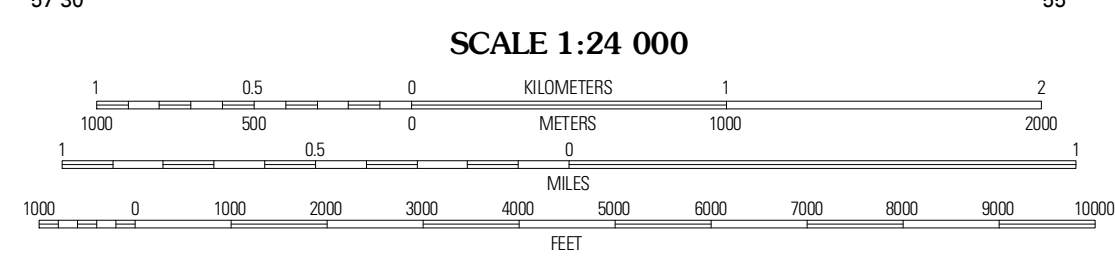 57'30"
55'
SCALE 1:24 000
1 0.5 0 KILOMETERS 1 2
1000 500 0 METERS 1000 2000
1 0.5 0 1
MILES
1000 0 1000 2000 3000 4000 5000 6000 7000 8000 9000 10000
FEET